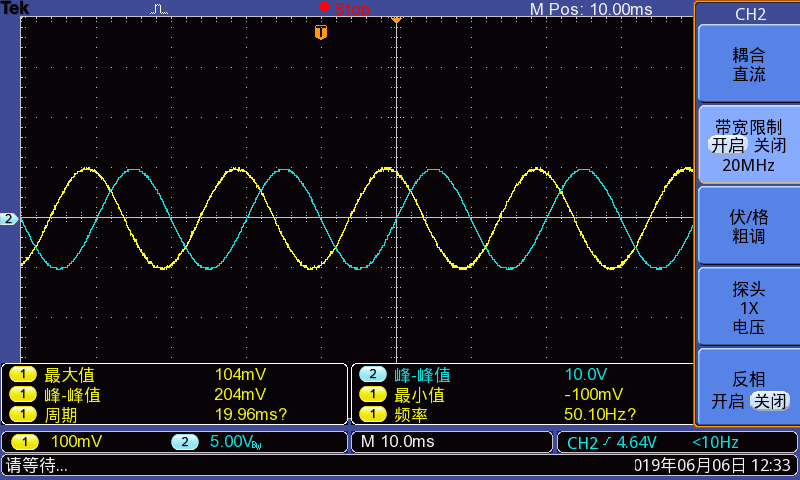 Tek Stop M Pos: 10.00ms CH2
T
耦合
直流
带宽限制
开启 关闭
20MHz
2
伏/格
粗调
探头
1X
电压
反相
开启 关闭
1 最大值 104mV 2 峰-峰值 10.0V
1 峰-峰值 204mV 1 最小值 -100mV
1 周期 19.96ms? 1 频率 50.10Hz?
1 100mV 2 5.00VBW M 10.0ms CH2 4.64V <10Hz
请等待... 019年06月06日 12:33